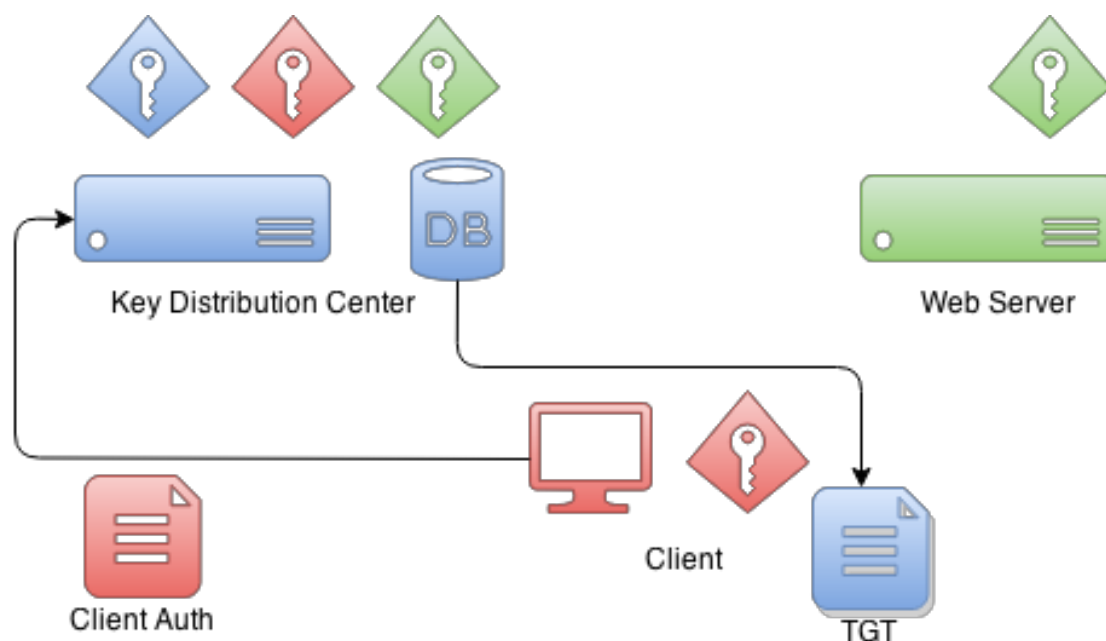 DB
Key Distribution Center
Web Server
Client
Client Auth
TGT